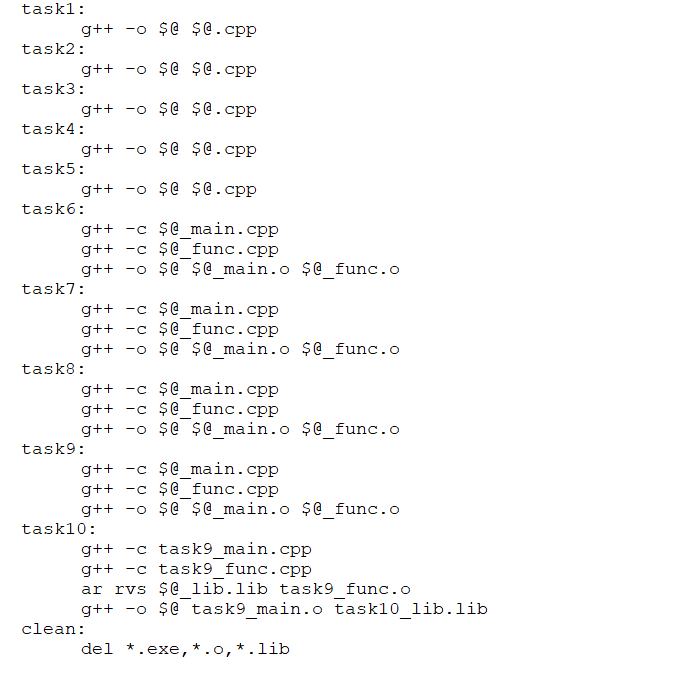 task1:
g++ -o $@ $@.cpp
task2:
g++ -o $@ $@.cpp
task3:
g++ -o $@ $@.cpp
task4:
g++ -o $@ $@.cpp
task5:
g++ -o $@ $@.cpp
task6:
g++ -c $@_main.cpp
g++ -c $@_func.cpp
g++ -o $@ $@_main.o $@_func.o
task7:
g++ -c $@_main.cpp
g++ -c $@_func.cpp
g++ -o $@ $@_main.o $@_func.o
task8:
g++ -c $@_main.cpp
g++ -c $@_func.cpp
g++ -o $@ $@_main.o $@_func.o
task9:
g++ -c $@_main.cpp
g++ -c $@_func.cpp
g++ -o $@ $@_main.o $@_func.o
task10:
g++ -c task9_main.cpp
g++ -c task9_func.cpp
ar rvs $@_lib.lib task9_func.o
g++ -o $@ task9_main.o task10_lib.lib
clean:
del *.exe,*.o,*.lib